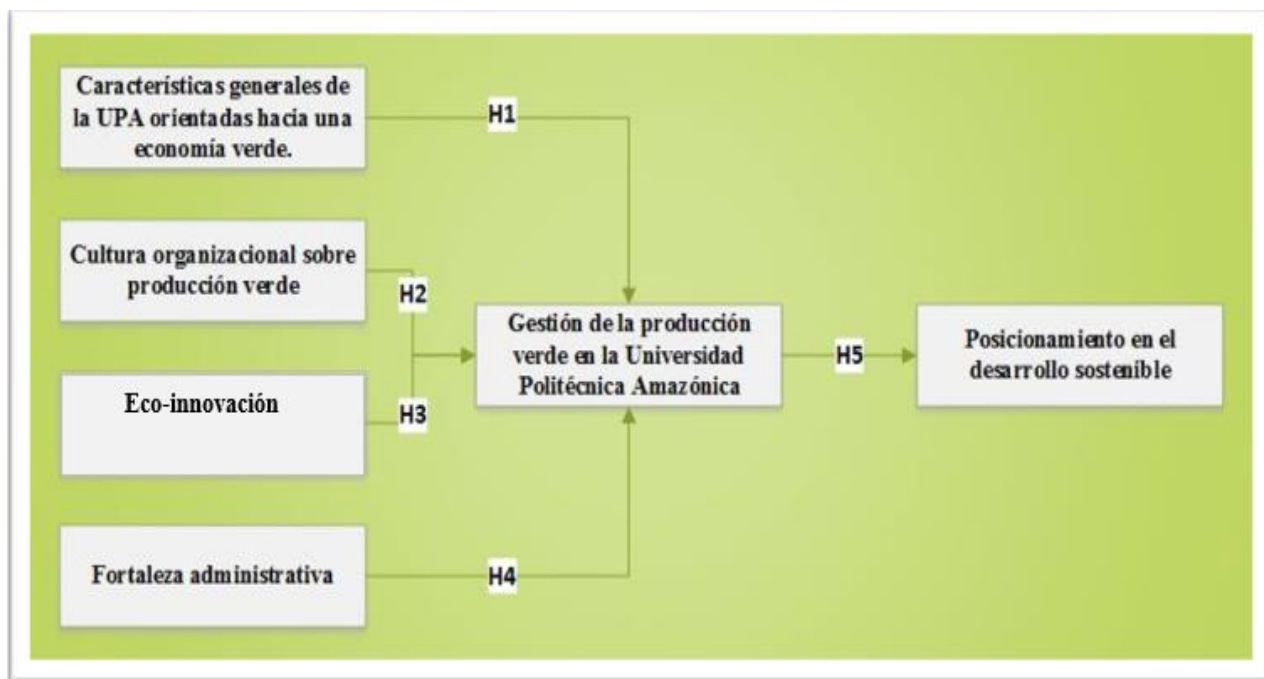 Características generales de
la UPA orientadas hacia una
economía verde.
H1
Cultura organizacional sobre
producción verde
H2
Gestión de la producción
verde en la Universidad
Politécnica Amazónica
H5
Posicionamiento en el
desarrollo sostenible
Eco-innovación
H3
Fortaleza administrativa
H4